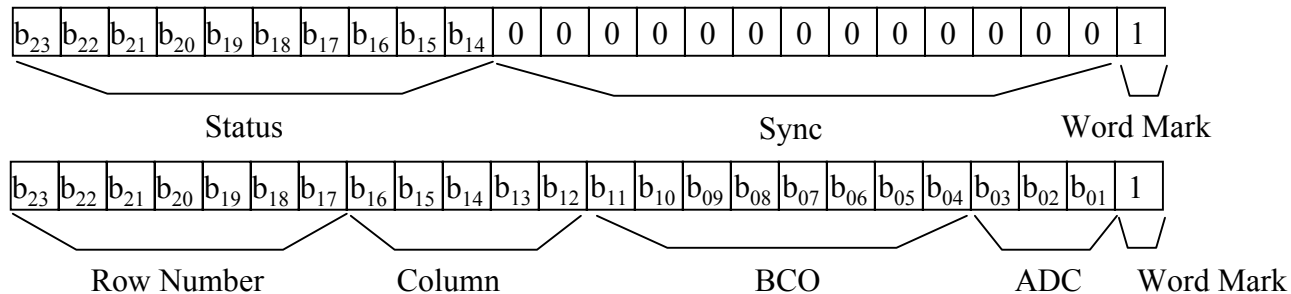 b₂₃ b₂₂ b₂₁ b₂₀ b₁₉ b₁₈ b₁₇ b₁₆ b₁₅ b₁₄ 0 0 0 0 0 0 0 0 0 0 0 0 0 1
Status Sync Word Mark
b₂₃ b₂₂ b₂₁ b₂₀ b₁₉ b₁₈ b₁₇ b₁₆ b₁₅ b₁₄ b₁₃ b₁₂ b₁₁ b₁₀ b₀₉ b₀₈ b₀₇ b₀₆ b₀₅ b₀₄ b₀₃ b₀₂ b₀₁ 1
Row Number Column BCO ADC Word Mark